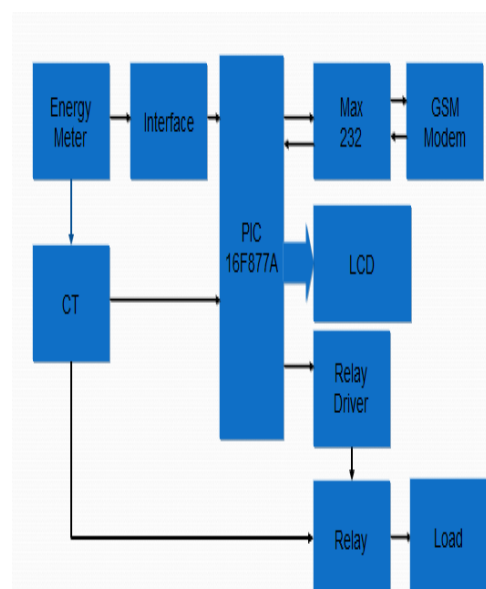 Energy
Meter
Interface
PIC
16F877A
Max
232
GSM
Modem
CT
LCD
Relay
Driver
Relay
Load